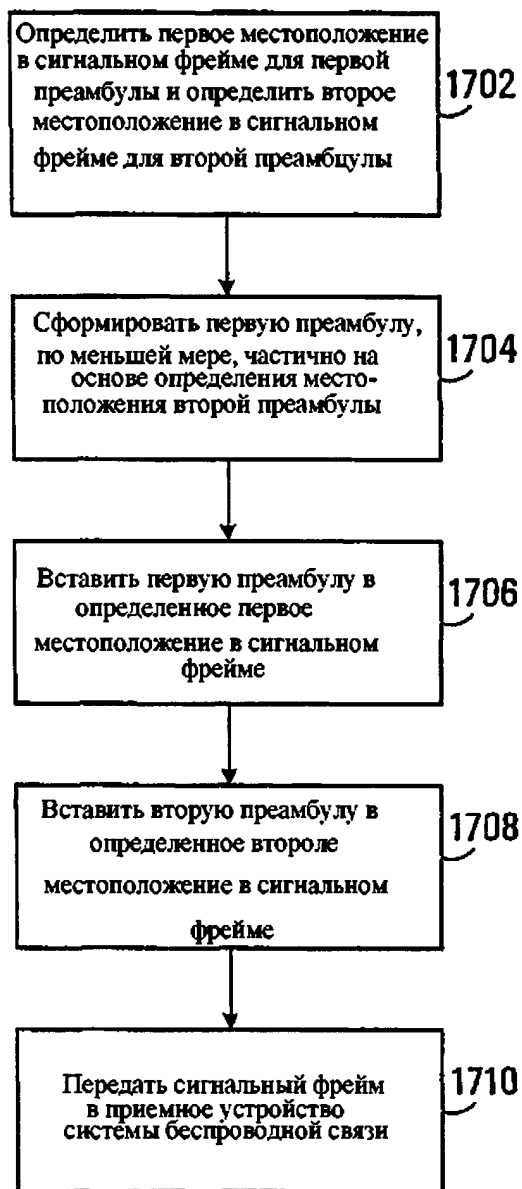 Определить первое местоположение
в сигнальном фрейме для первой
преамбулы и определить второе
местоположение в сигнальном
фрейме для второй преамбцулы
1702
Сформировать первую преамбулу,
по меньшей мере, частично на
основе определения место-
положения второй преамбулы
1704
Вставить первую преамбулу в
определенное первое
местоположение в сигнальном
фрейме
1706
Вставить вторую преамбулу в
определенное второле
местоположение в сигнальном
фрейме
1708
Передать сигнальный фрейм
в приемное устройство
системы беспроводной связи
1710